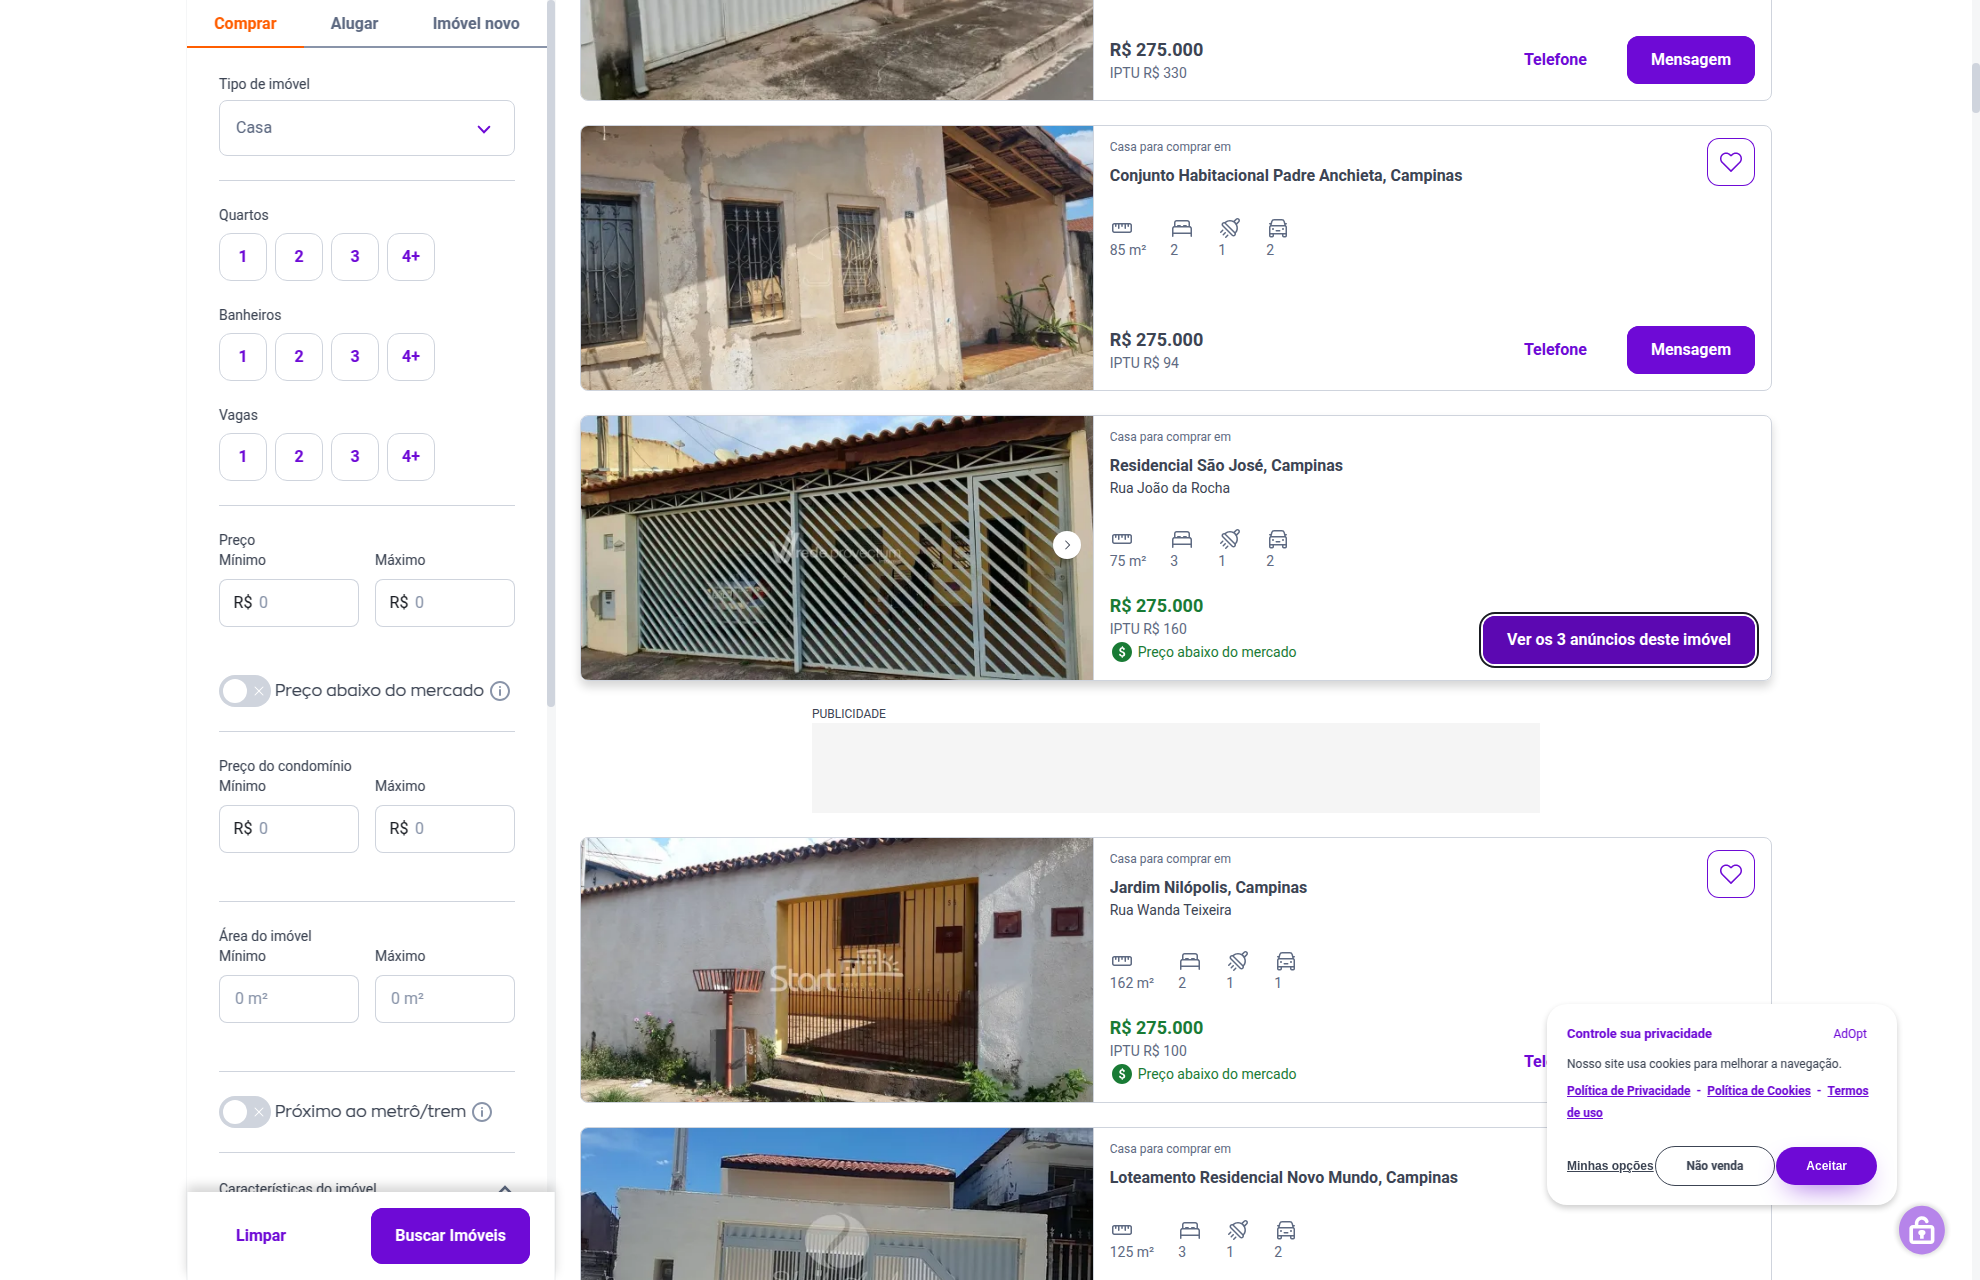 Comprar
Alugar
Imóvel novo
Tipo de imóvel
Casa
Quartos
1
2
3
4+
Banheiros
1
2
3
4+
Vagas
1
2
3
4+
Preço
Mínimo
Máximo
R$ 0
R$ 0
Preço abaixo do mercado
Preço do condomínio
Mínimo
Máximo
R$ 0
R$ 0
Área do imóvel
Mínimo
Máximo
0 m²
0 m²
Próximo ao metrô/trem
Características do imóvel
Limpar
Buscar Imóveis
R$ 275.000
IPTU R$ 330
Telefone
Mensagem
Casa para comprar em
Conjunto Habitacional Padre Anchieta, Campinas
85 m²
2
1
2
R$ 275.000
IPTU R$ 94
Telefone
Mensagem
Casa para comprar em
Residencial São José, Campinas
Rua João da Rocha
75 m²
3
1
2
R$ 275.000
IPTU R$ 160
Preço abaixo do mercado
Ver os 3 anúncios deste imóvel
rede provectum
PUBLICIDADE
Casa para comprar em
Jardim Nilópolis, Campinas
Rua Wanda Teixeira
162 m²
2
1
1
R$ 275.000
IPTU R$ 100
Preço abaixo do mercado
Tel
Start
Casa para comprar em
Loteamento Residencial Novo Mundo, Campinas
125 m²
3
1
2
Controle sua privacidade
AdOpt
Nosso site usa cookies para melhorar a navegação.
Política de Privacidade - Política de Cookies - Termos
de uso
Minhas opções
Não venda
Aceitar